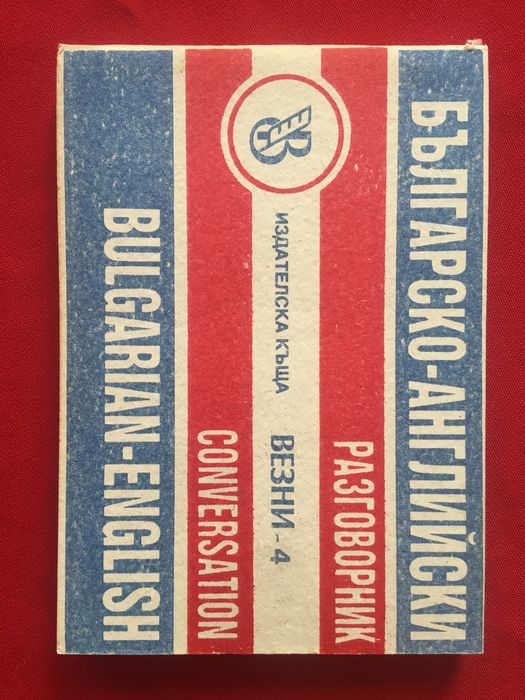 БЪЛГАРСКО-АНГЛИЙСКИ
РАЗГОВОРНИК
ИЗДАТЕЛСКА КЪЩА ВЕЗНИ-4
CONVERSATION
BULGARIAN-ENGLISH